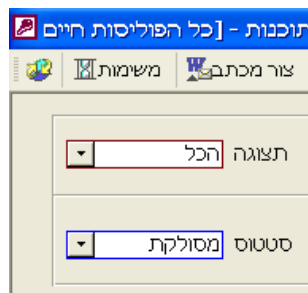 תוכנות - [כל הפוליסות חיים
צור מכתב משימות
תצוגה הכל
סטטוס מסולקת